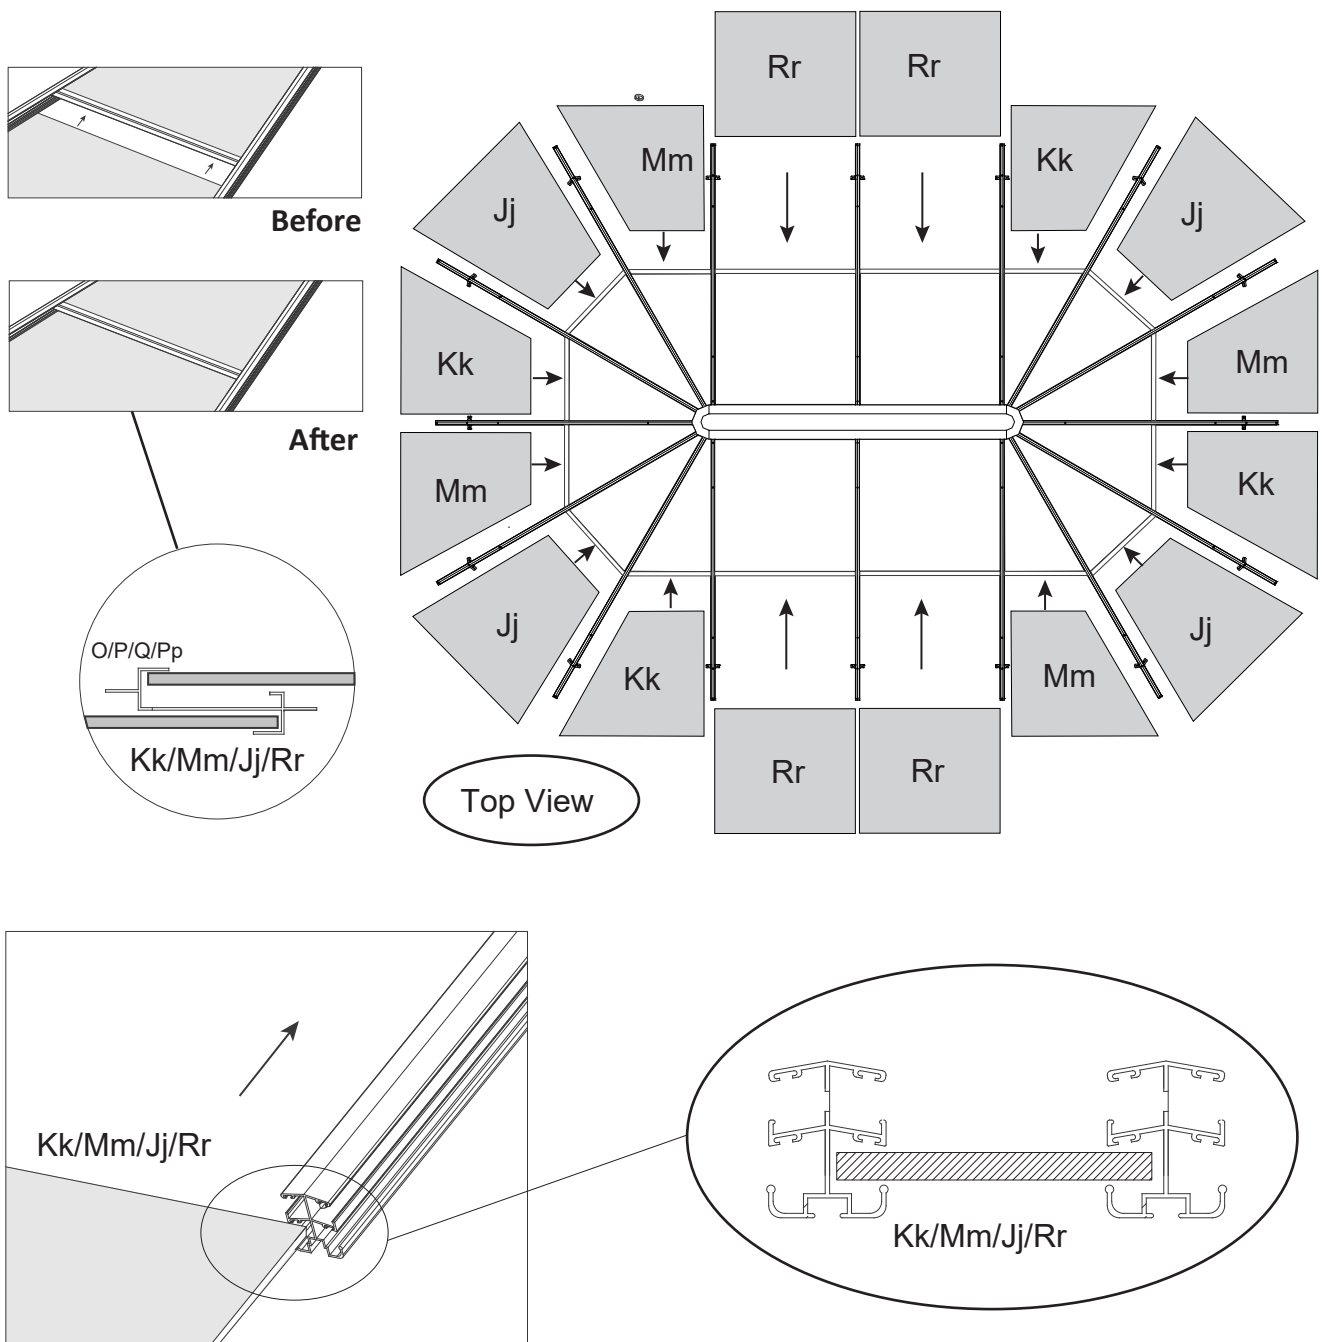 Rr Rr
Mm Kk
Jj Jj
Before
Kk Mm
After
Mm Kk
Jj Jj
O/P/Q/Pp
Kk Mm
Kk/Mm/Jj/Rr
Rr Rr
Top View
Kk/Mm/Jj/Rr
Kk/Mm/Jj/Rr